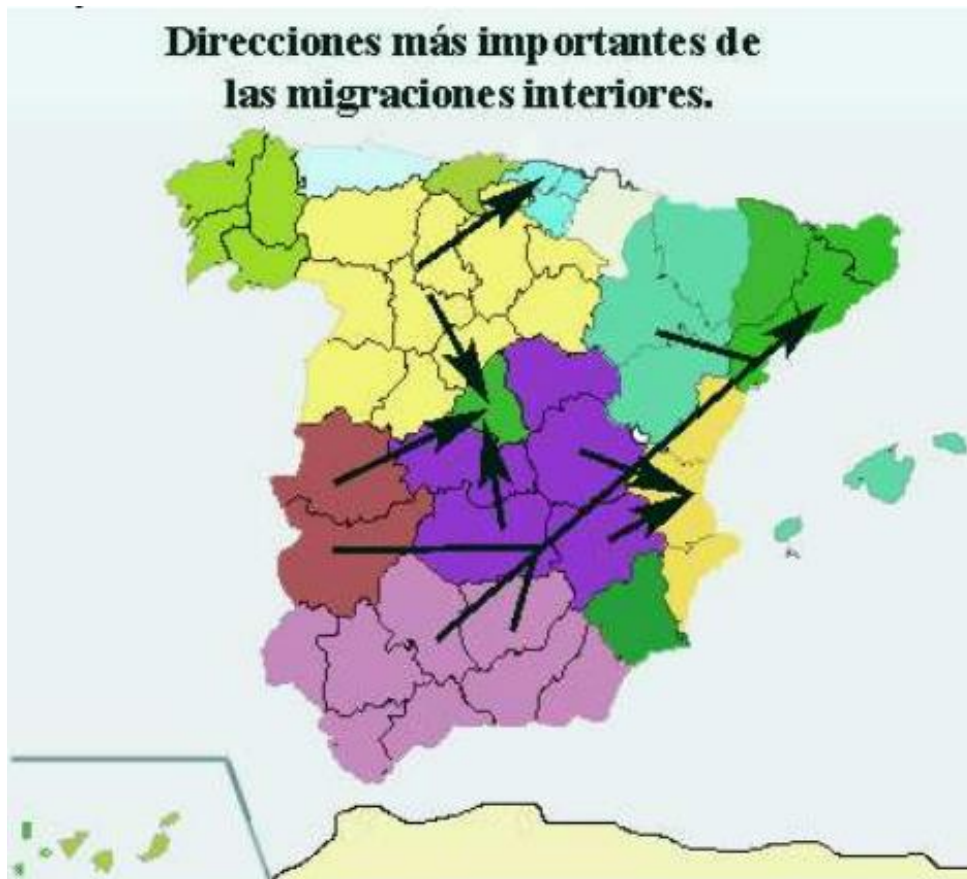 Direcciones más importantes de
las migraciones interiores.